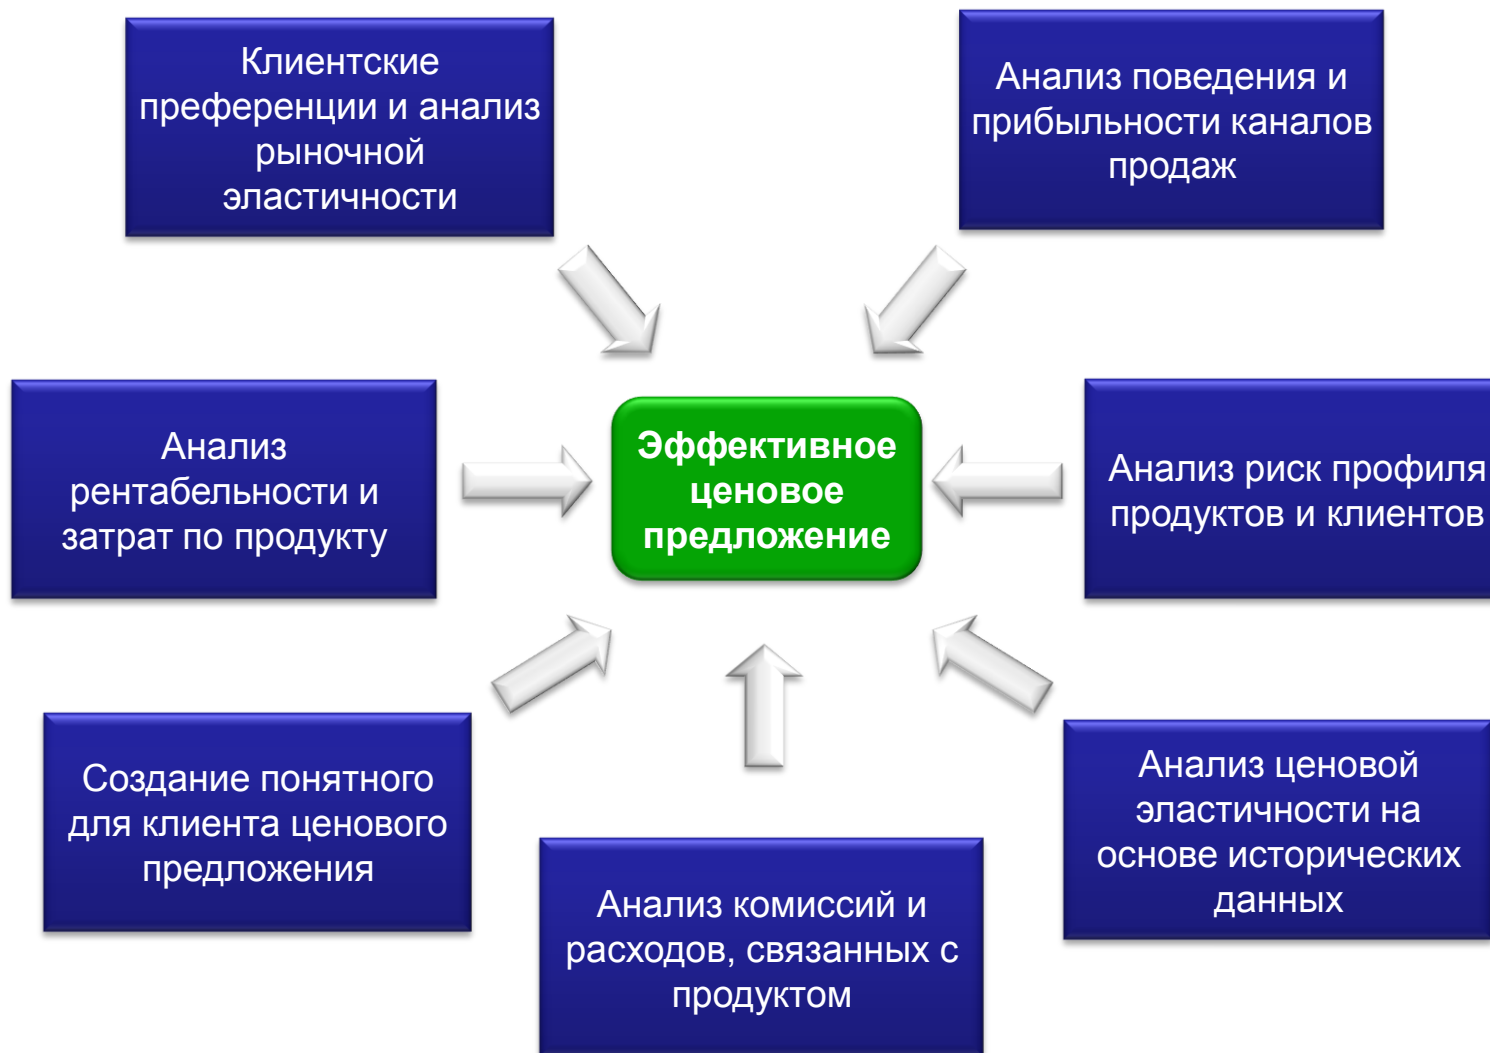 Клиентские
преференции и анализ
рыночной
эластичности
Анализ поведения и
прибыльности каналов
продаж
Анализ
рентабельности и
затрат по продукту
Эффективное
ценовое
предложение
Анализ риск профиля
продуктов и клиентов
Создание понятного
для клиента ценового
предложения
Анализ комиссий и
расходов, связанных с
продуктом
Анализ ценовой
эластичности на
основе исторических
данных